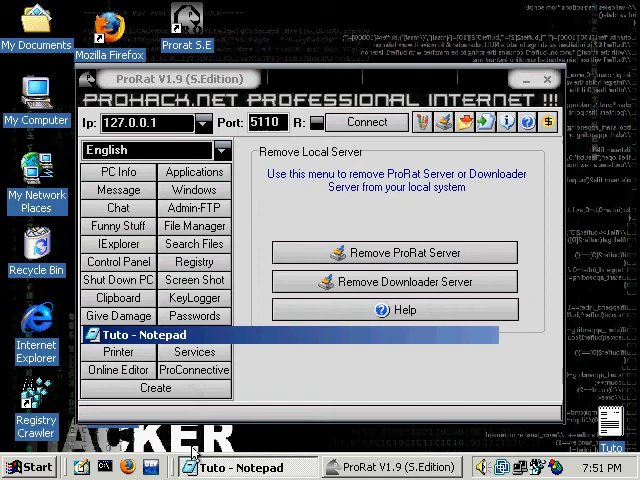 My Documents
Mozilla Firefox
Prorat S.E
My Computer
My Network
Places
Recycle Bin
Internet
Explorer
Registry
Crawler
ProRat V1.9 (S.Edition)
PROHACK.NET PROFESSIONAL INTERNET !!!
Ip: 127.0.0.1 Port: 5110 R: Connect
English
PC Info Applications
Message Windows
Chat Admin-FTP
Funny Stuff File Manager
IExplorer Search Files
Control Panel Registry
Shut Down PC Screen Shot
Clipboard KeyLogger
Give Damage Passwords
Tuto - Notepad
Printer Services
Online Editor ProConnective
Create
Remove Local Server
Use this menu to remove ProRat Server or Downloader
Server from your local system
Remove ProRat Server
Remove Downloader Server
Help
HACKER
Tuto
Start
Tuto - Notepad
ProRat V1.9 (S.Edition)
7:51 PM